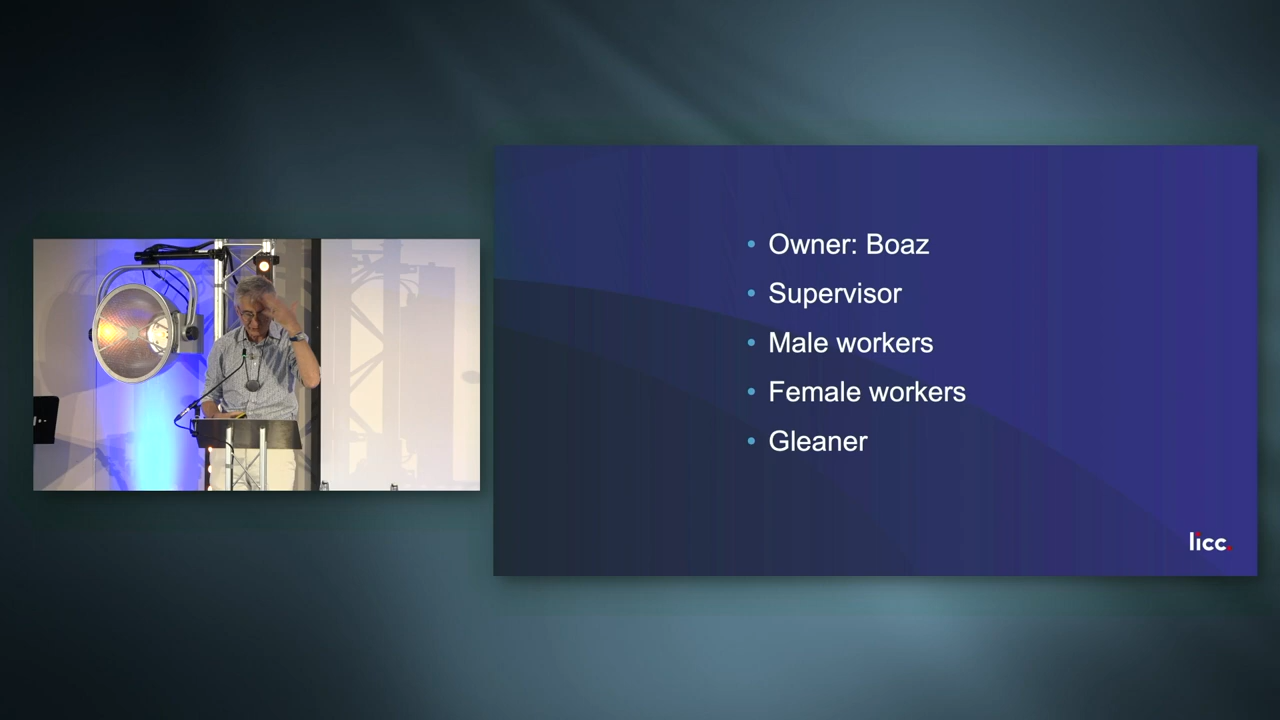 Owner: Boaz
Supervisor
Male workers
Female workers
Gleaner
licc.